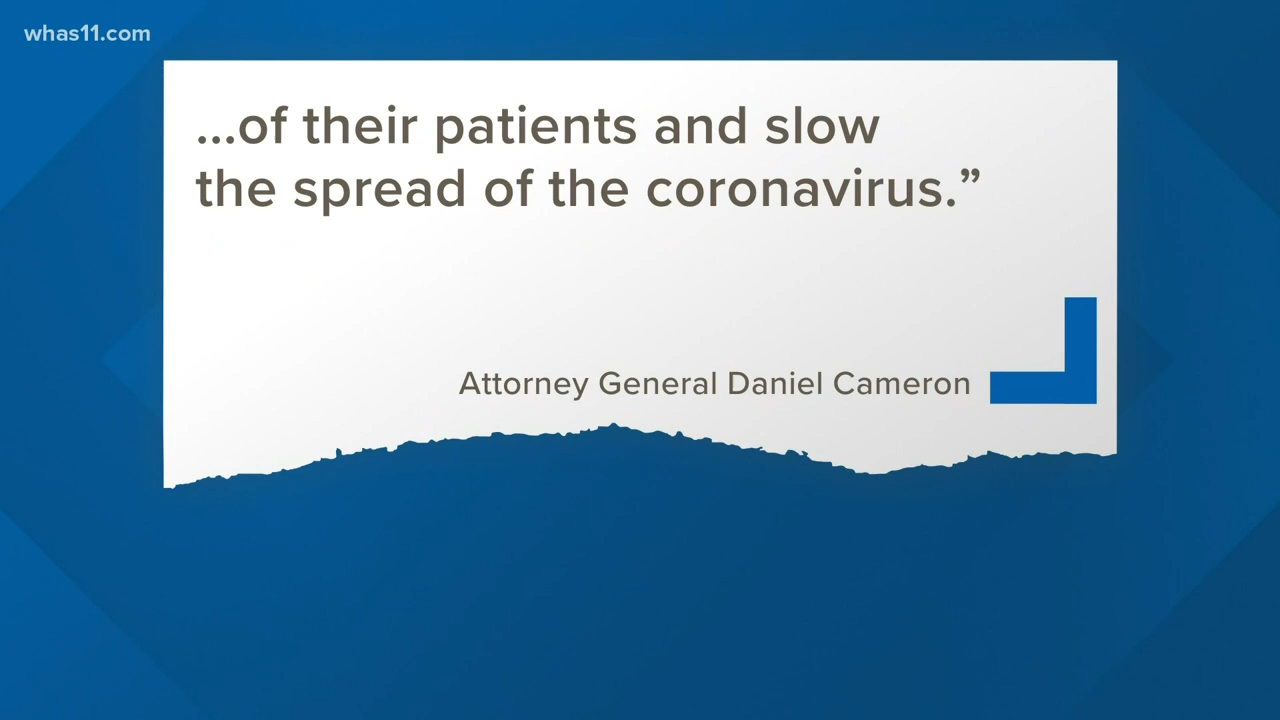 whas11.com
...of their patients and slow
the spread of the coronavirus.”
Attorney General Daniel Cameron